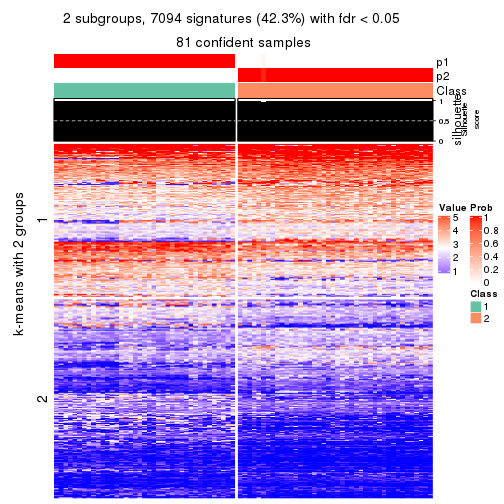 2 subgroups, 7094 signatures (42.3%) with fdr < 0.05
81 confident samples
p1
p2
Class
1
0.5
0
silhouette
Silhouette
score
k-means with 2 groups
1
2
Value
5
4
3
2
1
Prob
1
0.8
0.6
0.4
0.2
0
Class
1
2